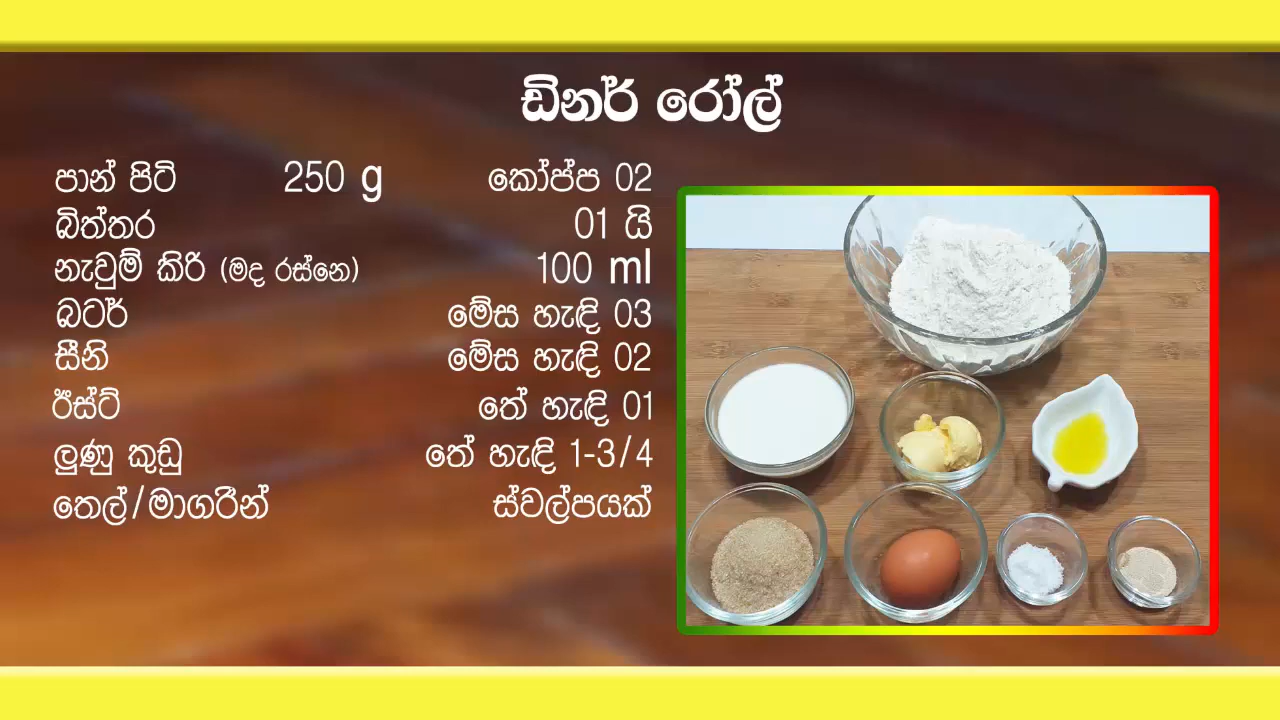 ඩිනර් රෝල්
පාන් පිටි 250 g කෝප්ප 02
බිත්තර 01 යි
නැවුම් කිරි (මද රස්නෙ) 100 ml
බටර් මේස හැඳි 03
සීනි මේස හැඳි 02
ඊස්ට් තේ හැඳි 01
ලුණු කුඩු තේ හැඳි 1-3/4
තෙල්/මාගරීන් ස්වල්පයක්